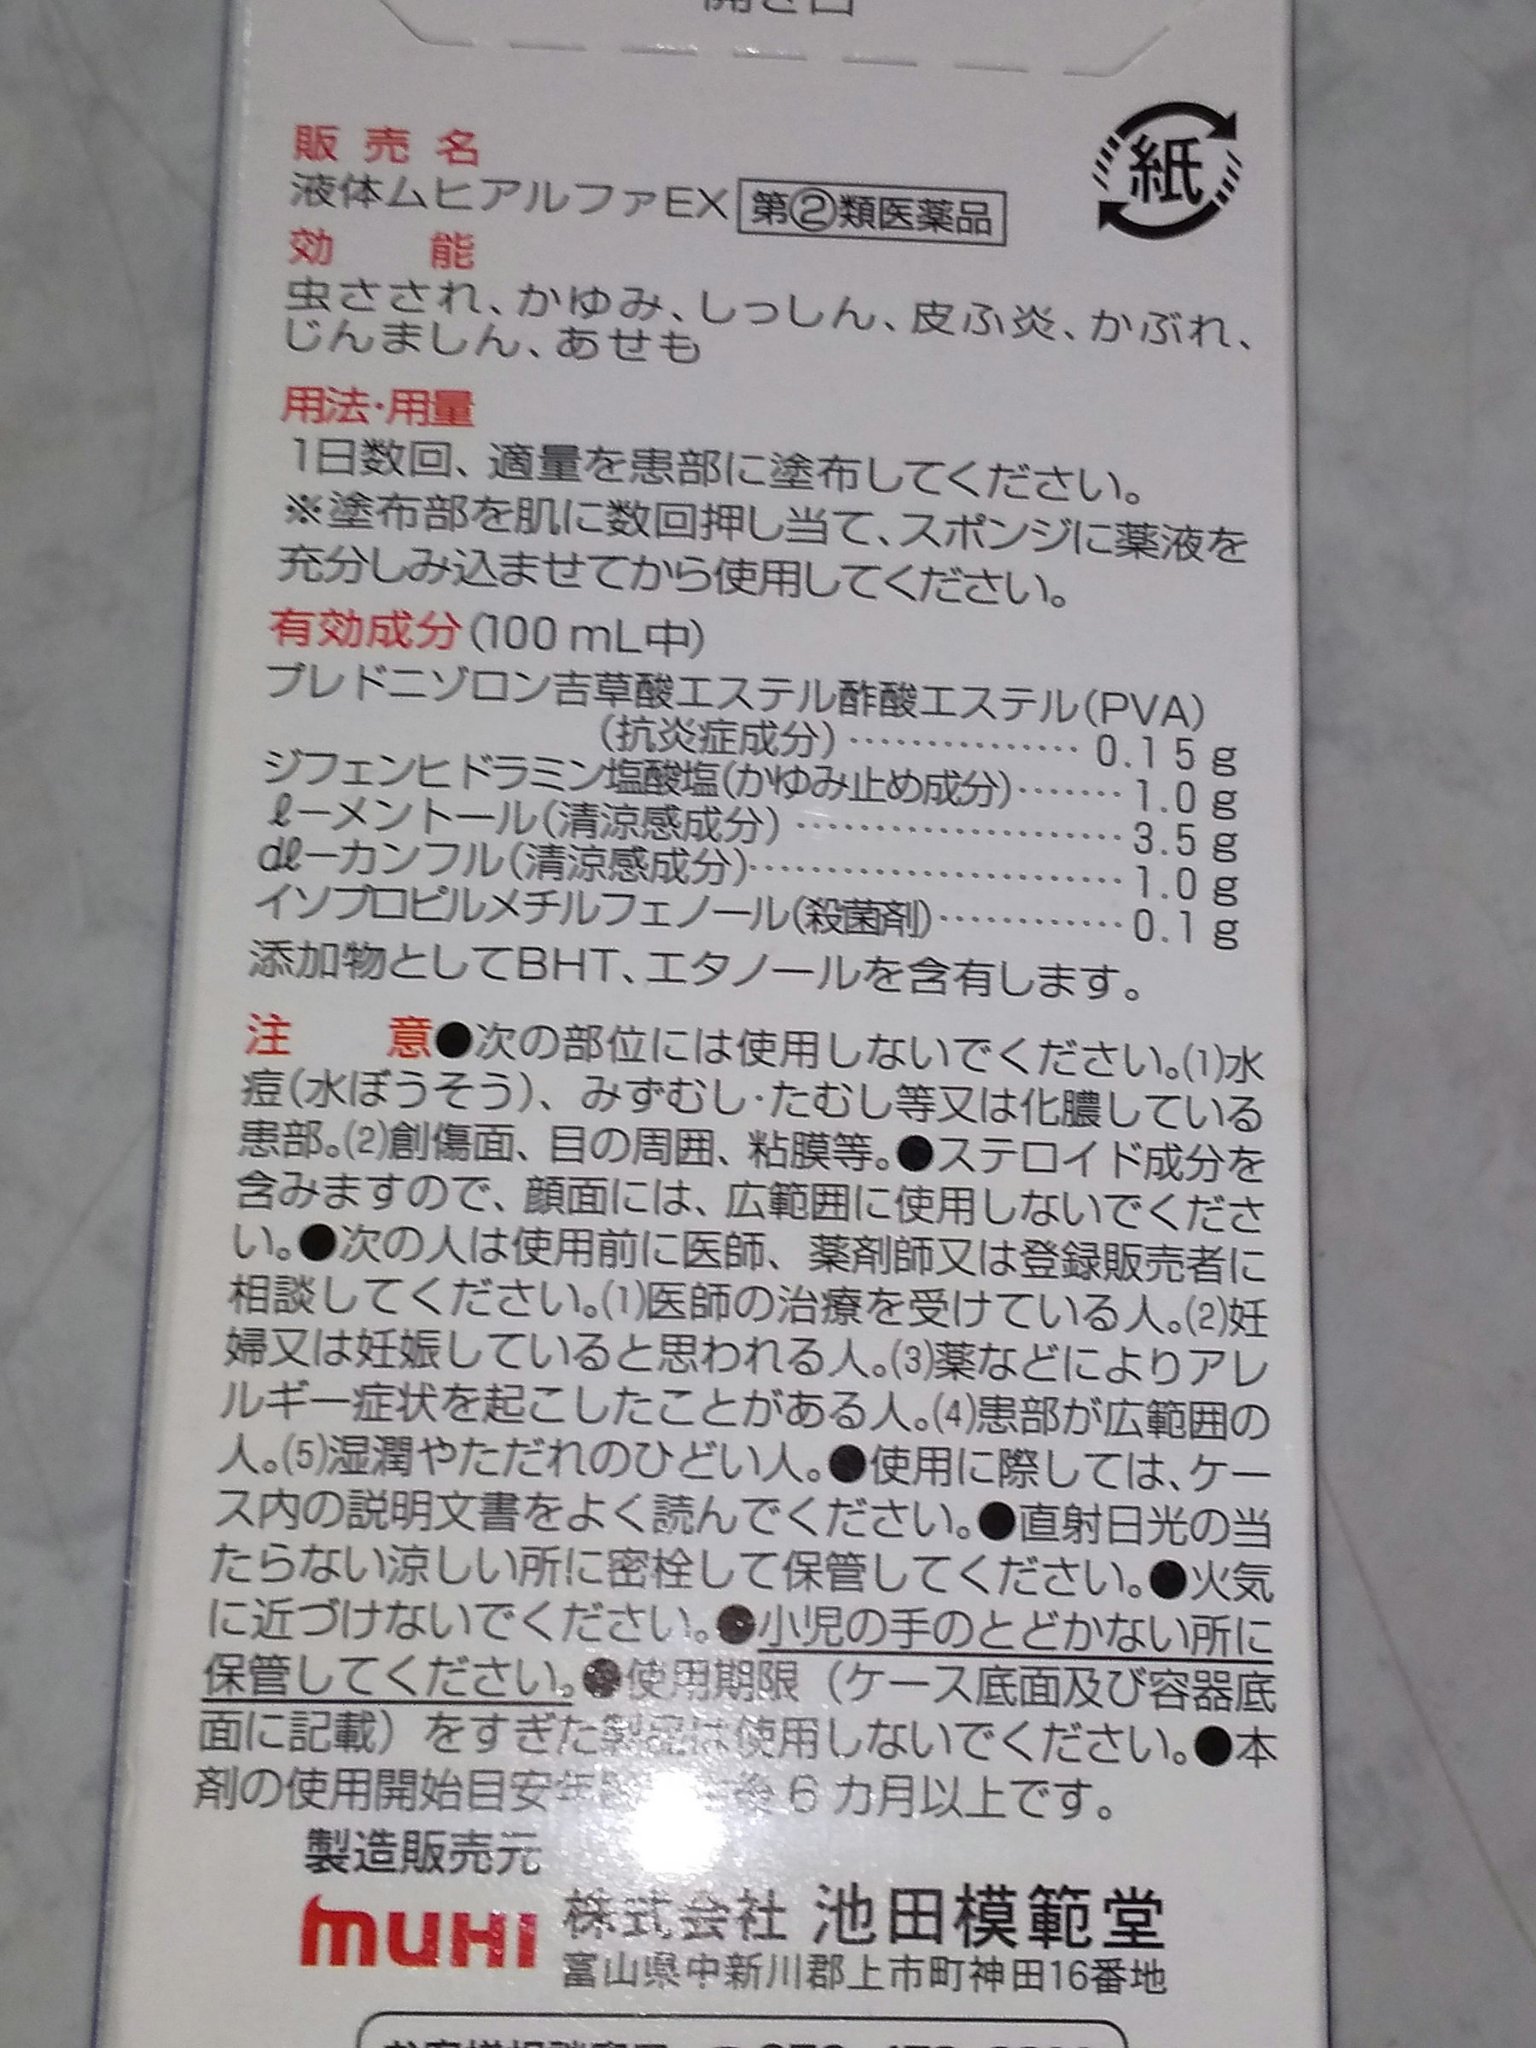 開き口
販売名
紙
液体ムヒアルファEX 第②類医薬品
効能
虫さされ、かゆみ、しっしん、皮ふ炎、かぶれ、
じんましん、あせも
用法・用量
1日数回、適量を患部に塗布してください。
※塗布部を肌に数回押し当て、スポンジに薬液を
充分しみ込ませてから使用してください。
有効成分(100 mL中)
プレドニゾロン吉草酸エステル酢酸エステル(PVA)
(抗炎症成分)……………0.15 g
ジフェンヒドラミン塩酸塩(かゆみ止め成分)……1.0 g
ℓーメントール(清涼感成分)…………………3.5 g
dℓーカンフル(清涼感成分)……………………1.0 g
イソプロピルメチルフェノール(殺菌剤)…………0.1 g
添加物としてBHT、エタノールを含有します。
注意●次の部位には使用しないでください。(1)水
痘(水ぼうそう)、みずむし・たむし等又は化膿している
患部。(2)創傷面、目の周囲、粘膜等。●ステロイド成分を
含みますので、顔面には、広範囲に使用しないでくださ
い。●次の人は使用前に医師、薬剤師又は登録販売者に
相談してください。(1)医師の治療を受けている人。(2)妊
婦又は妊娠していると思われる人。(3)薬などによりアレ
ルギー症状を起こしたことがある人。(4)患部が広範囲の
人。(5)湿潤やただれのひどい人。●使用に際しては、ケー
ス内の説明文書をよく読んでください。●直射日光の当
たらない涼しい所に密栓して保管してください。●火気
に近づけないでください。●小児の手のとどかない所に
保管してください。●使用期限（ケース底面及び容器底
面に記載）をすぎた製品は使用しないでください。●本
剤の使用開始目安年 後6カ月以上です。
製造販売元
MUHI 株式会社 池田模範堂
富山県中新川郡上市町神田16番地